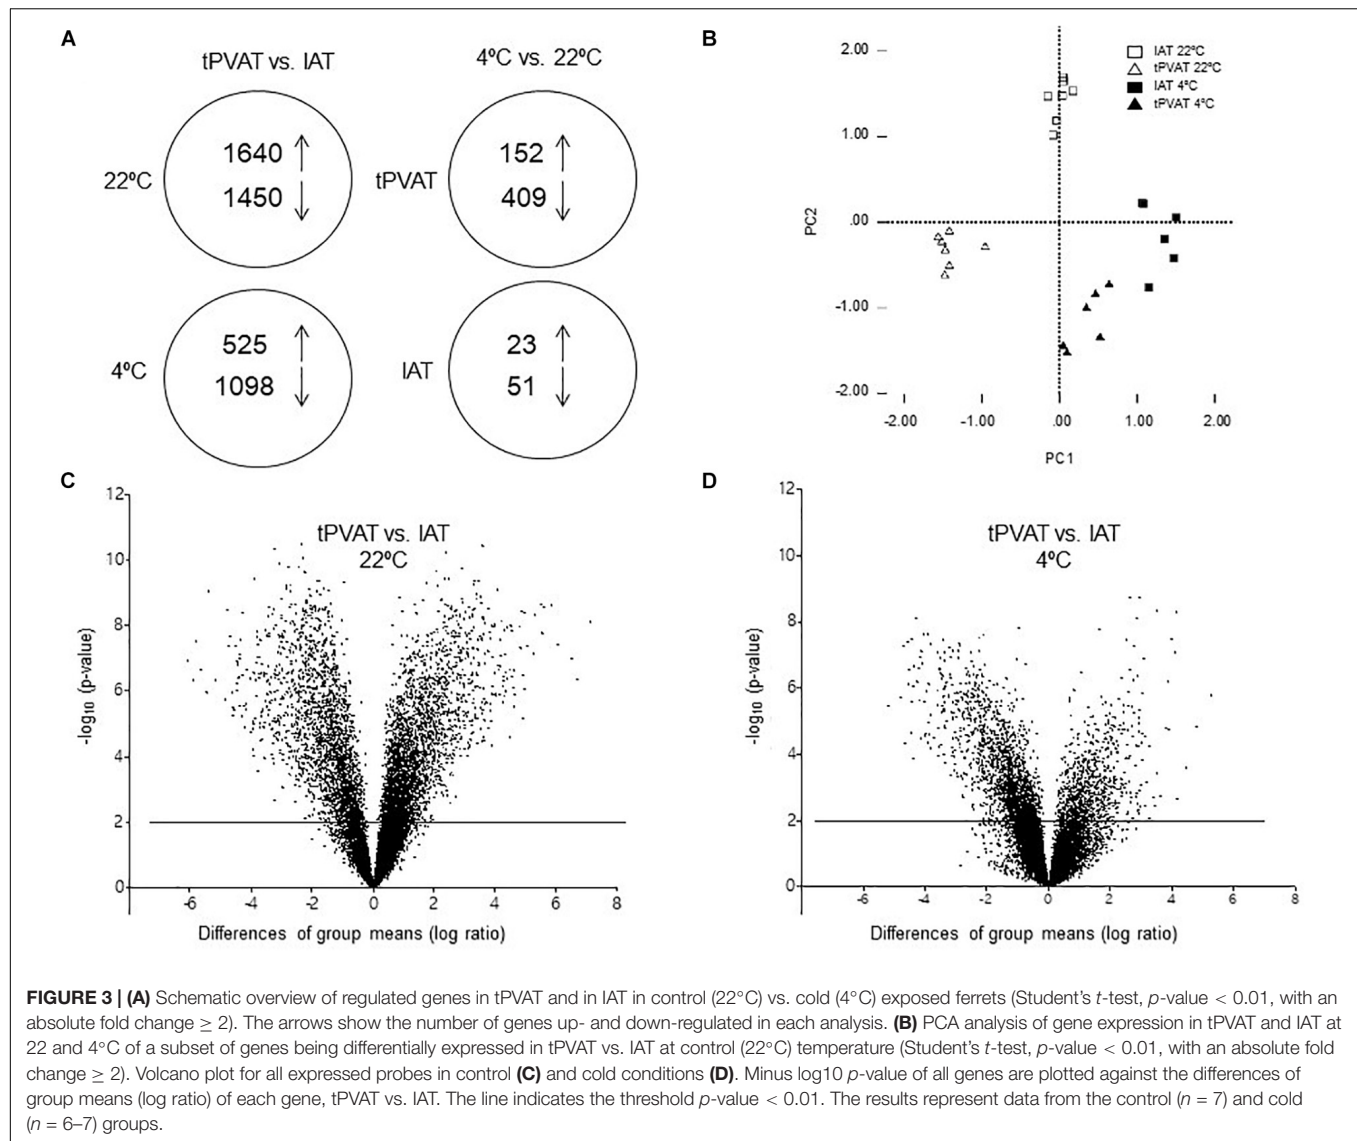 A
tPVAT vs. IAT
4ºC vs. 22ºC
22ºC
1640
1450
tPVAT
152
409
4ºC
525
1098
IAT
23
51
B
IAT 22ºC
tPVAT 22ºC
IAT 4ºC
tPVAT 4ºC
2.00
1.00
.00
-1.00
-2.00
PC2
-2.00 -1.00 .00 1.00 2.00
PC1
C
tPVAT vs. IAT
22ºC
12
10
8
6
4
2
0
-log10 (p-value)
-6 -4 -2 0 2 4 6 8
Differences of group means (log ratio)
D
tPVAT vs. IAT
4ºC
12
10
8
6
4
2
0
-log10 (p-value)
-6 -4 -2 0 2 4 6 8
Differences of group means (log ratio)
FIGURE 3 | (A) Schematic overview of regulated genes in tPVAT and in IAT in control (22°C) vs. cold (4°C) exposed ferrets (Student's t-test, p-value < 0.01, with an
absolute fold change ≥ 2). The arrows show the number of genes up- and down-regulated in each analysis. (B) PCA analysis of gene expression in tPVAT and IAT at
22 and 4°C of a subset of genes being differentially expressed in tPVAT vs. IAT at control (22°C) temperature (Student's t-test, p-value < 0.01, with an absolute fold
change ≥ 2). Volcano plot for all expressed probes in control (C) and cold conditions (D). Minus log10 p-value of all genes are plotted against the differences of
group means (log ratio) of each gene, tPVAT vs. IAT. The line indicates the threshold p-value < 0.01. The results represent data from the control (n = 7) and cold
(n = 6–7) groups.